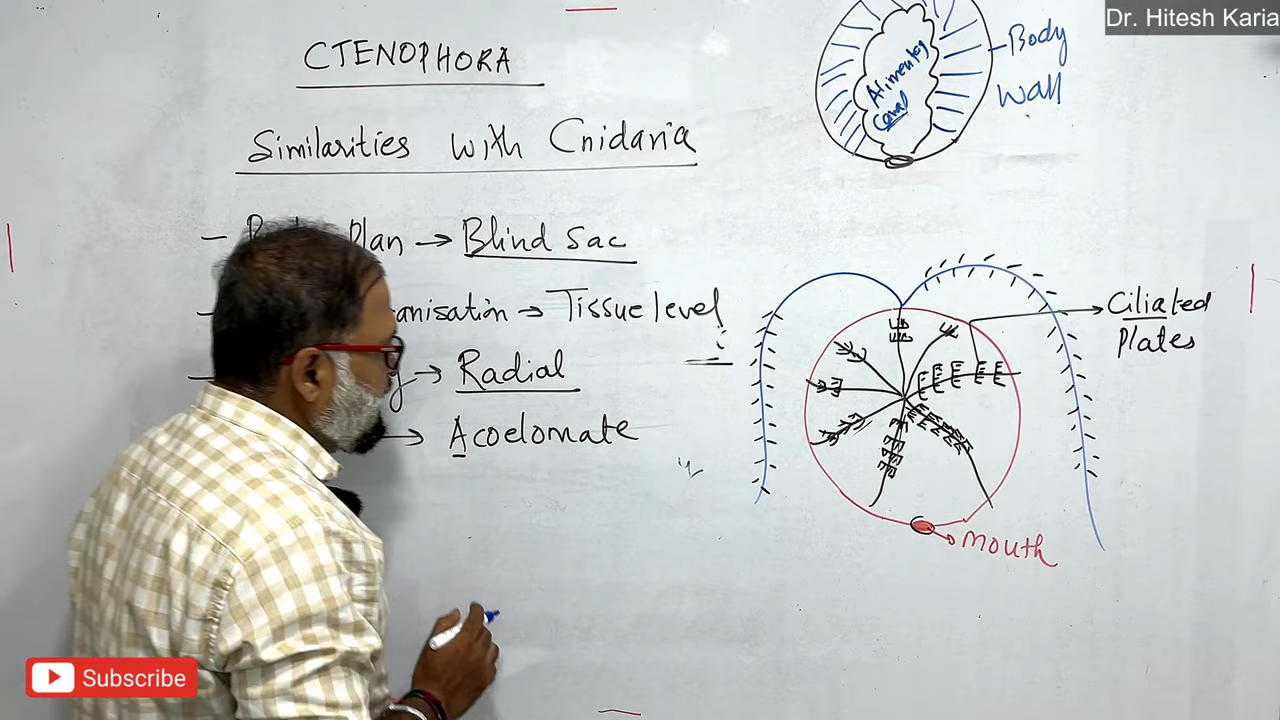 Dr. Hitesh Karia
CTENOPHORA
Similarities with Cnidaria
- Plan → Blind Sac
- anisation → Tissue level
- → Radial
→ Acoelomate
Alimentary
Canal
Body
Wall
Ciliated
Plates
Mouth
Subscribe